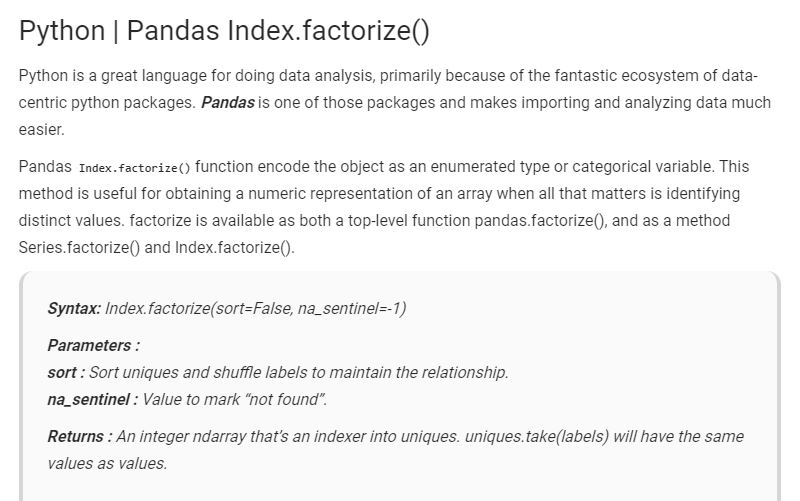 Python | Pandas Index.factorize()
Python is a great language for doing data analysis, primarily because of the fantastic ecosystem of data-
centric python packages. Pandas is one of those packages and makes importing and analyzing data much
easier.
Pandas Index.factorize() function encode the object as an enumerated type or categorical variable. This
method is useful for obtaining a numeric representation of an array when all that matters is identifying
distinct values. factorize is available as both a top-level function pandas.factorize(), and as a method
Series.factorize() and Index.factorize().
Syntax: Index.factorize(sort=False, na_sentinel=-1)
Parameters :
sort : Sort uniques and shuffle labels to maintain the relationship.
na_sentinel : Value to mark “not found”.
Returns : An integer ndarray that’s an indexer into uniques. uniques.take(labels) will have the same
values as values.